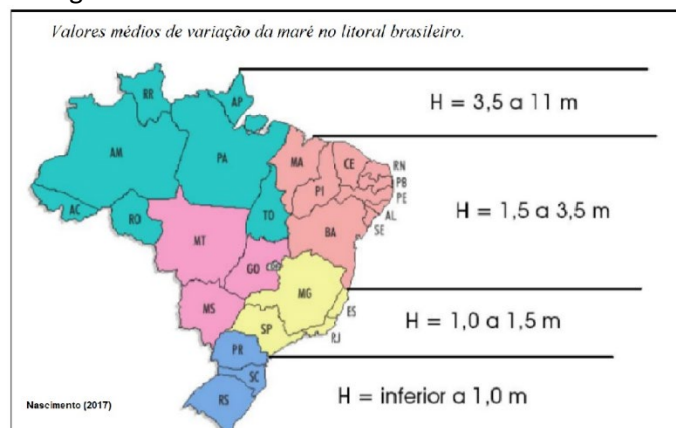 Valores médios de variação da maré no litoral brasileiro.
RR
AP
H = 3,5 a 11 m
AM
PA
MA
CE
RN
PB
PE
AL
SE
PI
AC
RO
TO
BA
H = 1,5 a 3,5 m
MT
GO
MG
ES
MS
SP
RJ
H = 1,0 a 1,5 m
PR
SC
RS
H = inferior a 1,0 m
Nascimento (2017)